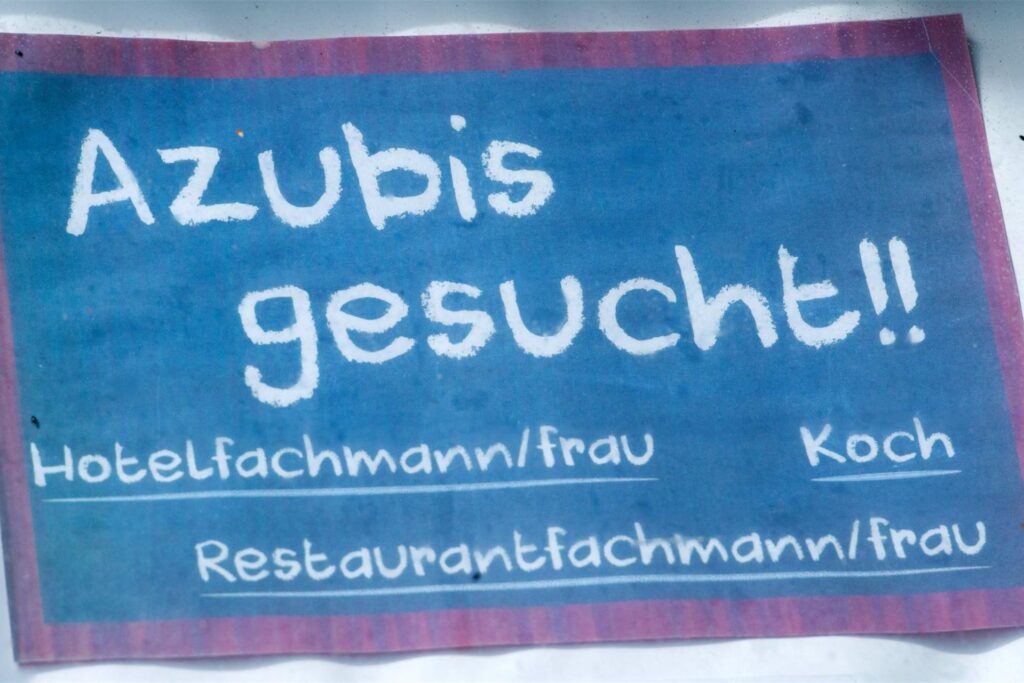 Azubis
gesucht!!
Hotelfachmann/frau Koch
Restaurantfachmann/frau